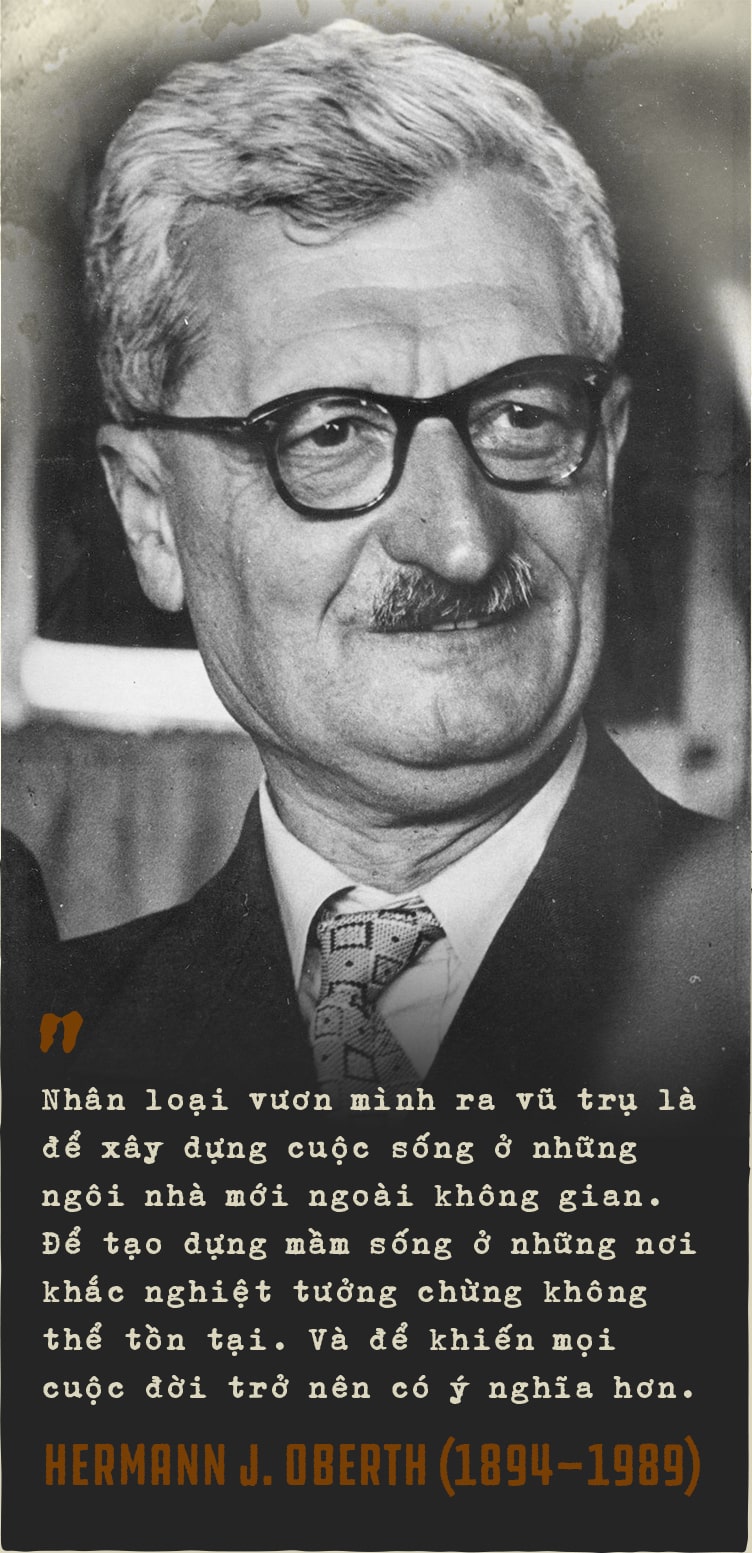 "
Nhân loại vươn mình ra vũ trụ là
để xây dựng cuộc sống ở những
ngôi nhà mới ngoài không gian.
Để tạo dựng mầm sống ở những nơi
khắc nghiệt tưởng chừng không
thể tồn tại. Và để khiến mọi
cuộc đời trở nên có ý nghĩa hơn.
HERMANN J. OBERTH (1894–1989)